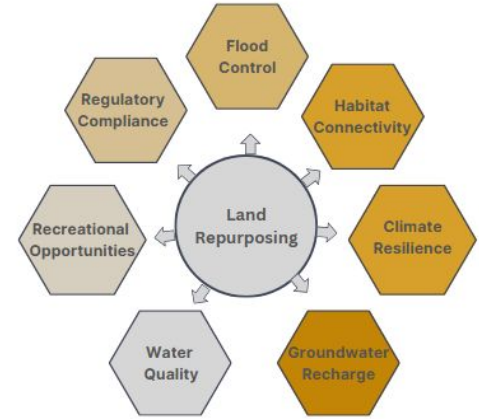 Flood
Control
Regulatory
Compliance
Habitat
Connectivity
Land
Repurposing
Recreational
Opportunities
Climate
Resilience
Water
Quality
Groundwater
Recharge